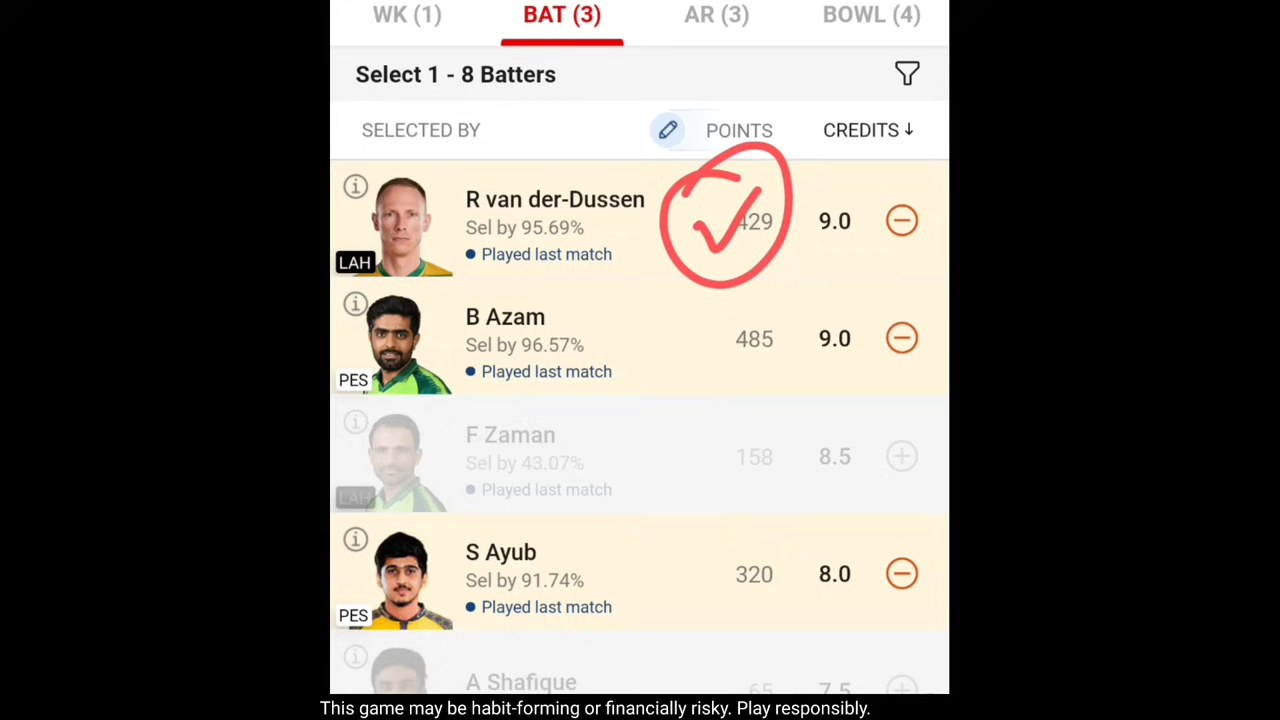 WK (1) BAT (3) AR (3) BOWL (4)
Select 1 - 8 Batters
SELECTED BY POINTS CREDITS↓
R van der-Dussen
Sel by 95.69% 429 9.0
Played last match
LAH
B Azam
Sel by 96.57% 485 9.0
Played last match
PES
F Zaman
Sel by 43.07% 158 8.5
Played last match
LAH
S Ayub
Sel by 91.74% 320 8.0
Played last match
PES
A Shafique 65 7.5
This game may be habit-forming or financially risky. Play responsibly.